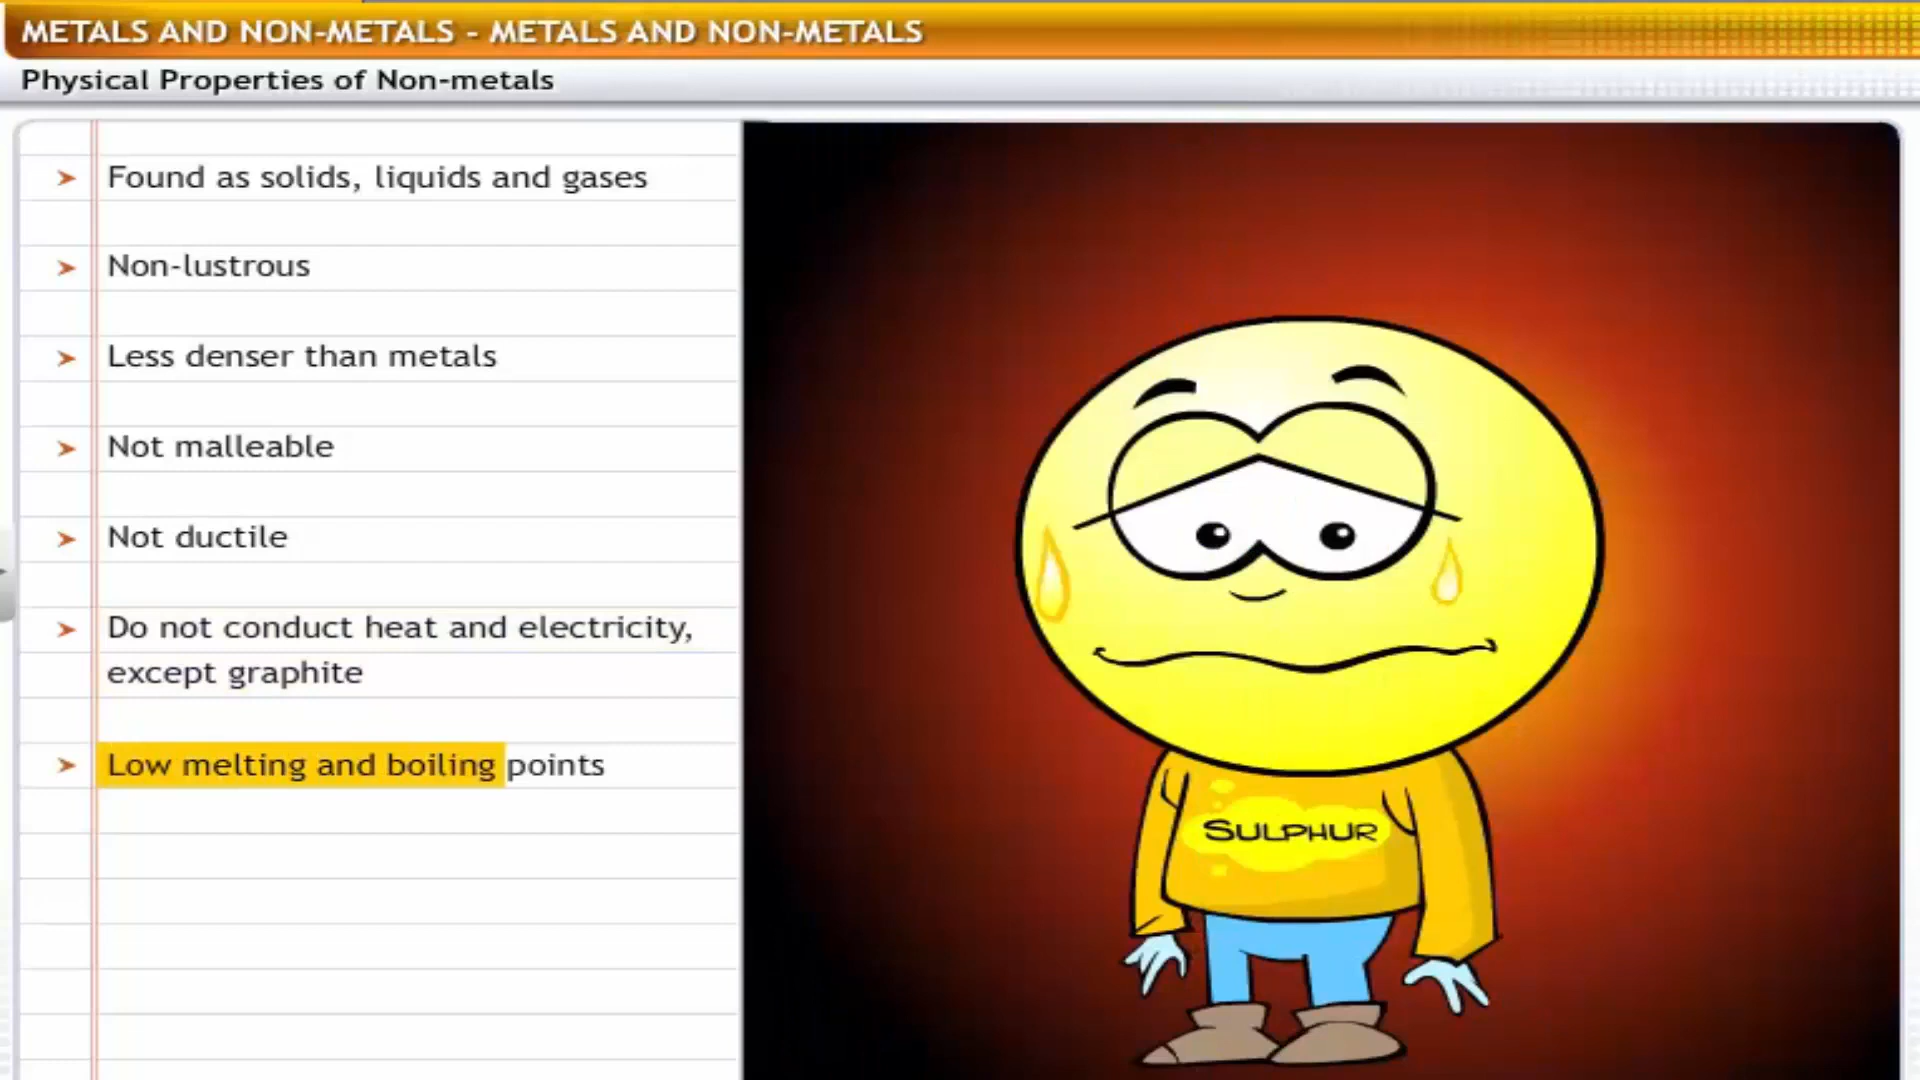 METALS AND NON-METALS - METALS AND NON-METALS
Physical Properties of Non-metals
Found as solids, liquids and gases
Non-lustrous
Less denser than metals
Not malleable
Not ductile
Do not conduct heat and electricity,
except graphite
Low melting and boiling points
SULPHUR